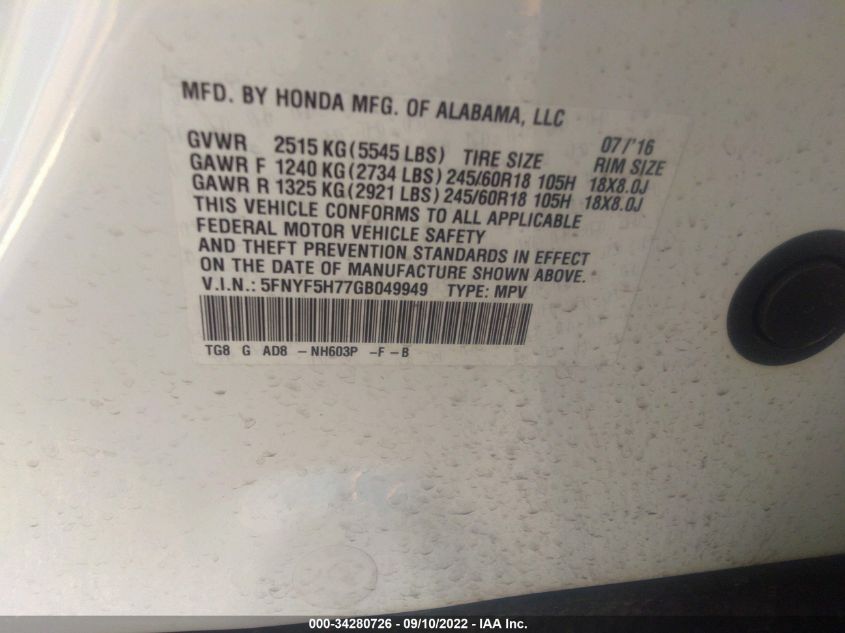 MFD. BY HONDA MFG. OF ALABAMA, LLC 07/'16
GVWR 2515 KG (5545 LBS) TIRE SIZE RIM SIZE
GAWR F 1240 KG (2734 LBS) 245/60R18 105H 18X8.0J
GAWR R 1325 KG (2921 LBS) 245/60R18 105H 18X8.0J
THIS VEHICLE CONFORMS TO ALL APPLICABLE
FEDERAL MOTOR VEHICLE SAFETY
AND THEFT PREVENTION STANDARDS IN EFFECT
ON THE DATE OF MANUFACTURE SHOWN ABOVE.
V.I.N.: 5FNYF5H77GB049949 TYPE: MPV
TG8 G AD8 - NH603P - F - B
000-34280726 - 09/10/2022 - IAA Inc.